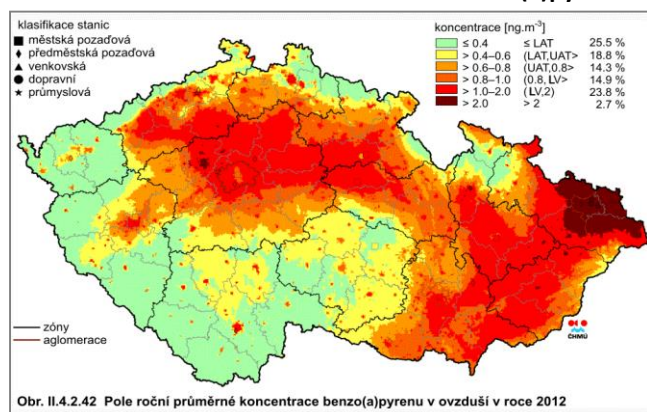 klasifikace stanic
městská pozaďová
předměstská pozaďová
venkovská
dopravní
průmyslová
koncentrace [ng.m-3]
≤ 0.4 ≤ LAT 25.5 %
> 0.4–0.6 (LAT,UAT> 18.8 %
> 0.6–0.8 (UAT,0.8> 14.3 %
> 0.8–1.0 (0.8, LV> 14.9 %
> 1.0–2.0 (LV,2) 23.8 %
> 2.0 > 2 2.7 %
zóny
aglomerace
ČHMÚ
Obr. II.4.2.42 Pole roční průměrné koncentrace benzo(a)pyrenu v ovzduší v roce 2012